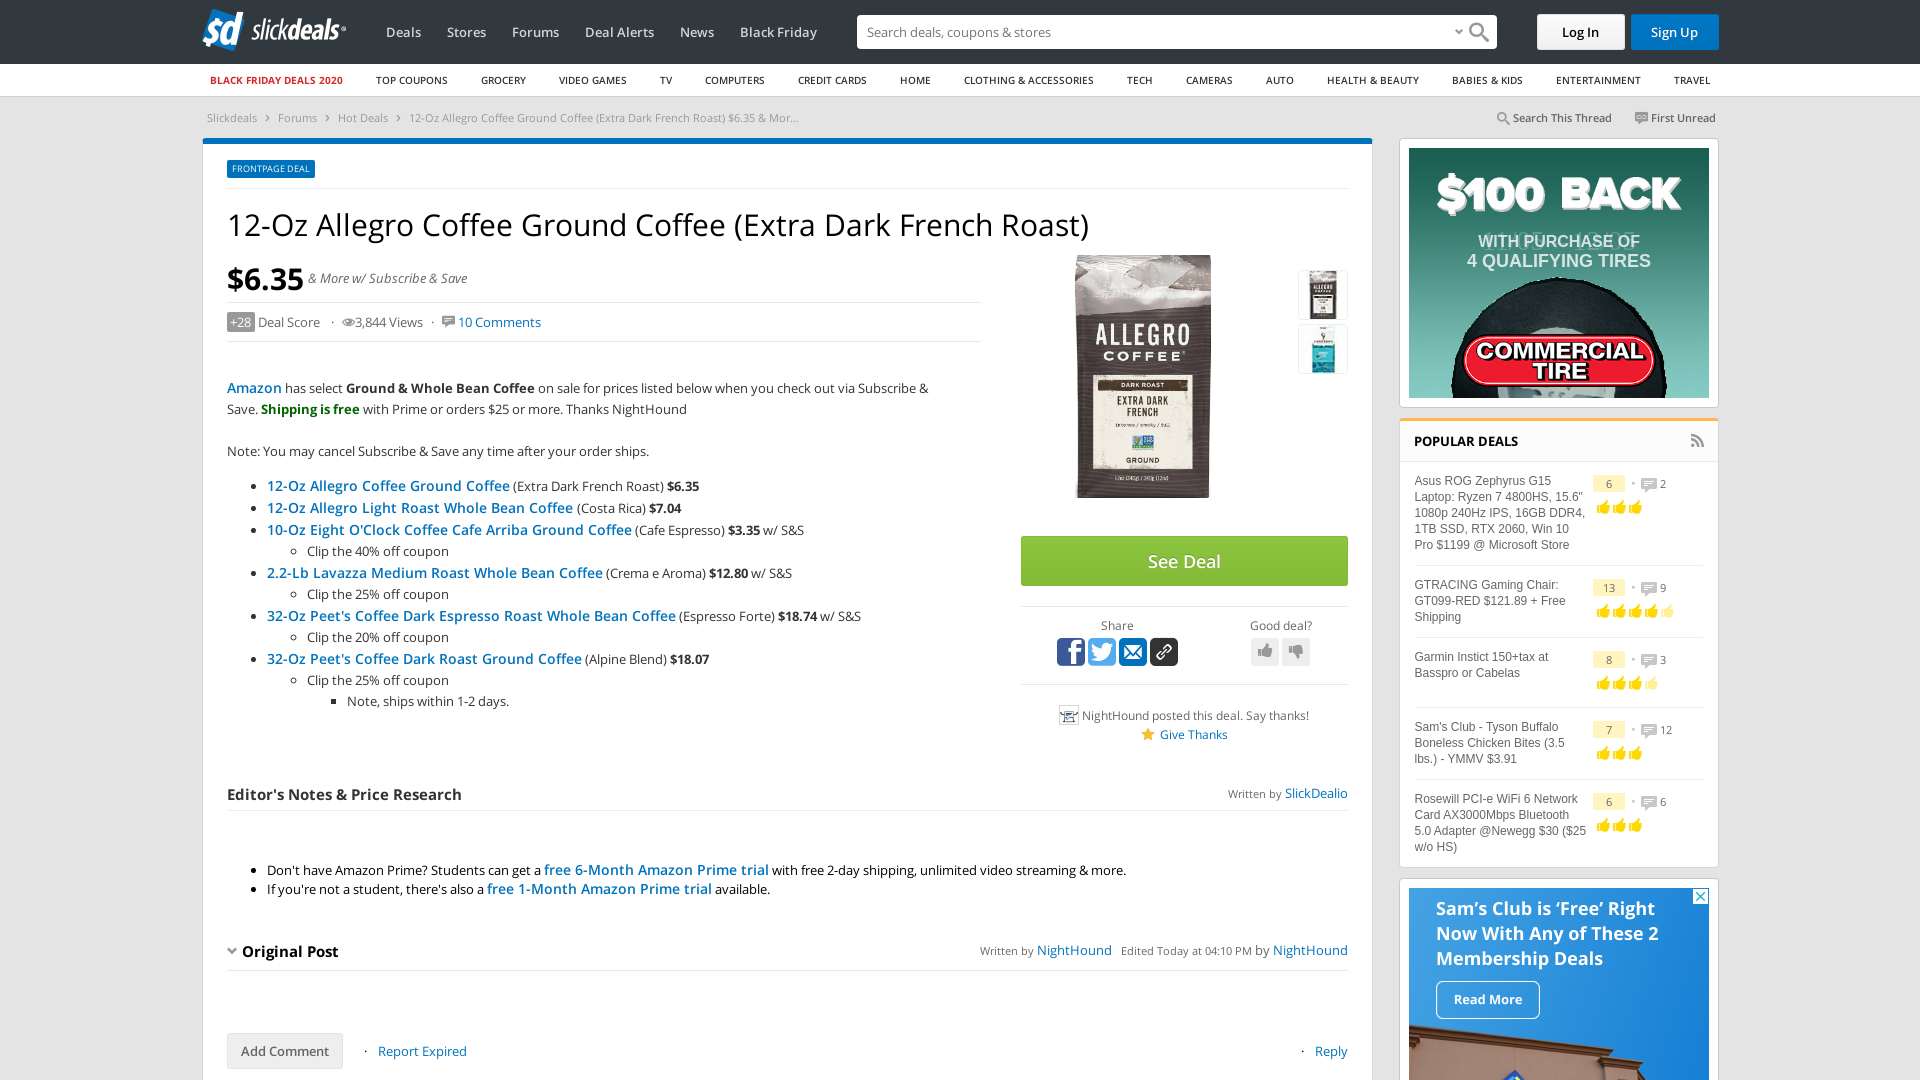 slickdeals
Deals Stores Forums Deal Alerts News Black Friday
Search deals, coupons & stores
Log In Sign Up
BLACK FRIDAY DEALS 2020 TOP COUPONS GROCERY VIDEO GAMES TV COMPUTERS CREDIT CARDS HOME CLOTHING & ACCESSORIES TECH CAMERAS AUTO HEALTH & BEAUTY BABIES & KIDS ENTERTAINMENT TRAVEL
Slickdeals > Forums > Hot Deals > 12-Oz Allegro Coffee Ground Coffee (Extra Dark French Roast) $6.35 & Mor...
Search This Thread First Unread
FRONTPAGE DEAL
12-Oz Allegro Coffee Ground Coffee (Extra Dark French Roast)
$6.35 & More w/ Subscribe & Save
+28 Deal Score · 3,844 Views · 10 Comments
Amazon has select Ground & Whole Bean Coffee on sale for prices listed below when you check out via Subscribe &
Save. Shipping is free with Prime or orders $25 or more. Thanks NightHound
Note: You may cancel Subscribe & Save any time after your order ships.
12-Oz Allegro Coffee Ground Coffee (Extra Dark French Roast) $6.35
12-Oz Allegro Light Roast Whole Bean Coffee (Costa Rica) $7.04
10-Oz Eight O'Clock Coffee Cafe Arriba Ground Coffee (Cafe Espresso) $3.35 w/ S&S
Clip the 40% off coupon
2.2-Lb Lavazza Medium Roast Whole Bean Coffee (Crema e Aroma) $12.80 w/ S&S
Clip the 25% off coupon
32-Oz Peet's Coffee Dark Espresso Roast Whole Bean Coffee (Espresso Forte) $18.74 w/ S&S
Clip the 20% off coupon
32-Oz Peet's Coffee Dark Roast Ground Coffee (Alpine Blend) $18.07
Clip the 25% off coupon
Note, ships within 1-2 days.
ALLEGRO
COFFEE
DARK ROAST
EXTRA DARK
FRENCH
GROUND
See Deal
Share Good deal?
NightHound posted this deal. Say thanks!
Give Thanks
Editor's Notes & Price Research
Written by SlickDealio
Don't have Amazon Prime? Students can get a free 6-Month Amazon Prime trial with free 2-day shipping, unlimited video streaming & more.
If you're not a student, there's also a free 1-Month Amazon Prime trial available.
Original Post
Written by NightHound Edited Today at 04:10 PM by NightHound
Add Comment · Report Expired
· Reply
$100 BACK
WITH PURCHASE OF
4 QUALIFYING TIRES
COMMERCIAL
TIRE
POPULAR DEALS
Asus ROG Zephyrus G15
Laptop: Ryzen 7 4800HS, 15.6"
1080p 240Hz IPS, 16GB DDR4,
1TB SSD, RTX 2060, Win 10
Pro $1199 @ Microsoft Store
6 · 2
GTRACING Gaming Chair:
GT099-RED $121.89 + Free
Shipping
13 · 9
Garmin Instict 150+tax at
Basspro or Cabelas
8 · 3
Sam's Club - Tyson Buffalo
Boneless Chicken Bites (3.5
lbs.) - YMMV $3.91
7 · 12
Rosewill PCI-e WiFi 6 Network
Card AX3000Mbps Bluetooth
5.0 Adapter @Newegg $30 ($25
w/o HS)
6 · 6
Sam's Club is 'Free' Right
Now With Any of These 2
Membership Deals
Read More